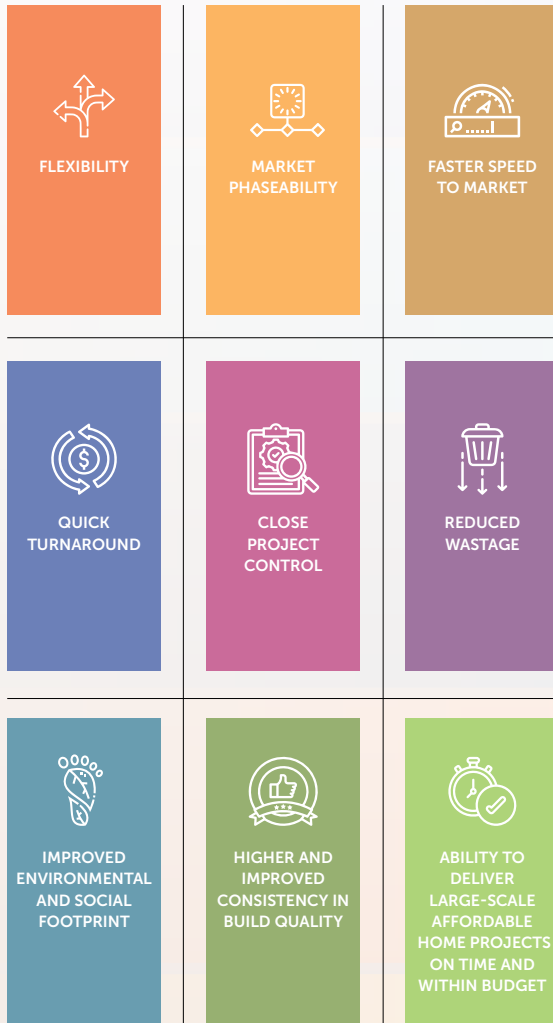 FLEXIBILITY
MARKET
PHASEABILITY
FASTER SPEED
TO MARKET
QUICK
TURNAROUND
CLOSE
PROJECT
CONTROL
REDUCED
WASTAGE
IMPROVED
ENVIRONMENTAL
AND SOCIAL
FOOTPRINT
HIGHER AND
IMPROVED
CONSISTENCY IN
BUILD QUALITY
ABILITY TO
DELIVER
LARGE-SCALE
AFFORDABLE
HOME PROJECTS
ON TIME AND
WITHIN BUDGET